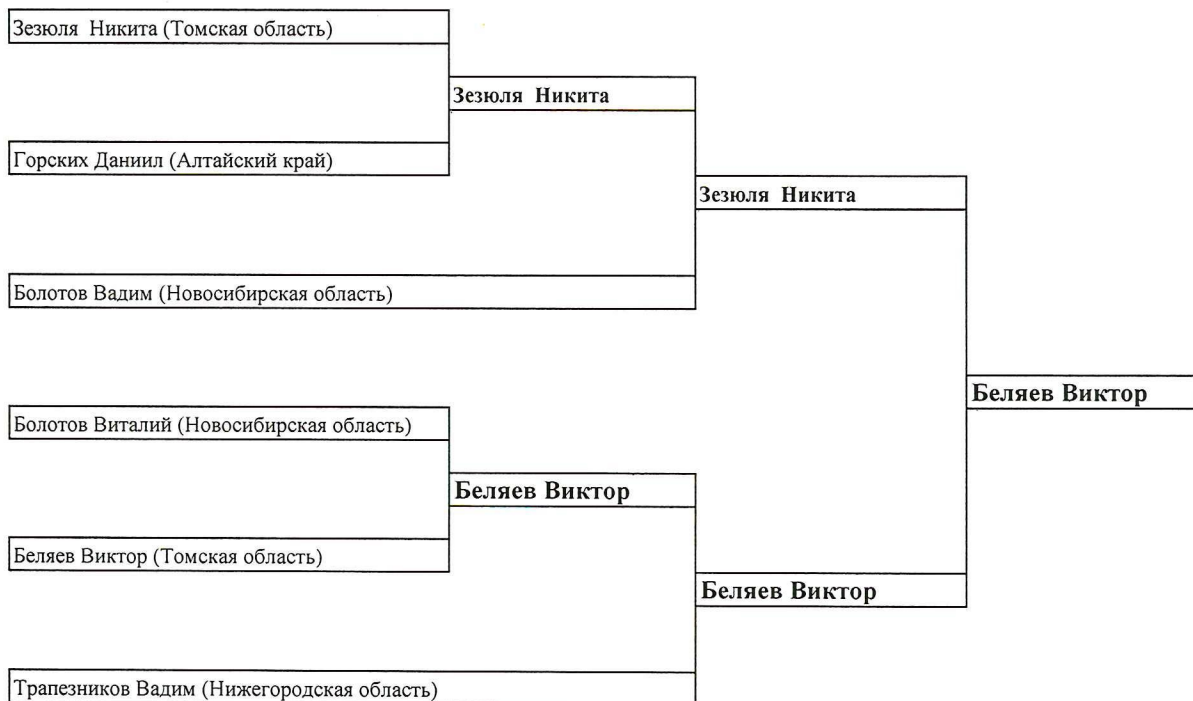 Зезюля Никита (Томская область)
Зезюля Никита
Горских Даниил (Алтайский край)
Зезюля Никита
Болотов Вадим (Новосибирская область)
Беляев Виктор
Болотов Виталий (Новосибирская область)
Беляев Виктор
Беляев Виктор (Томская область)
Беляев Виктор
Трапезников Вадим (Нижегородская область)